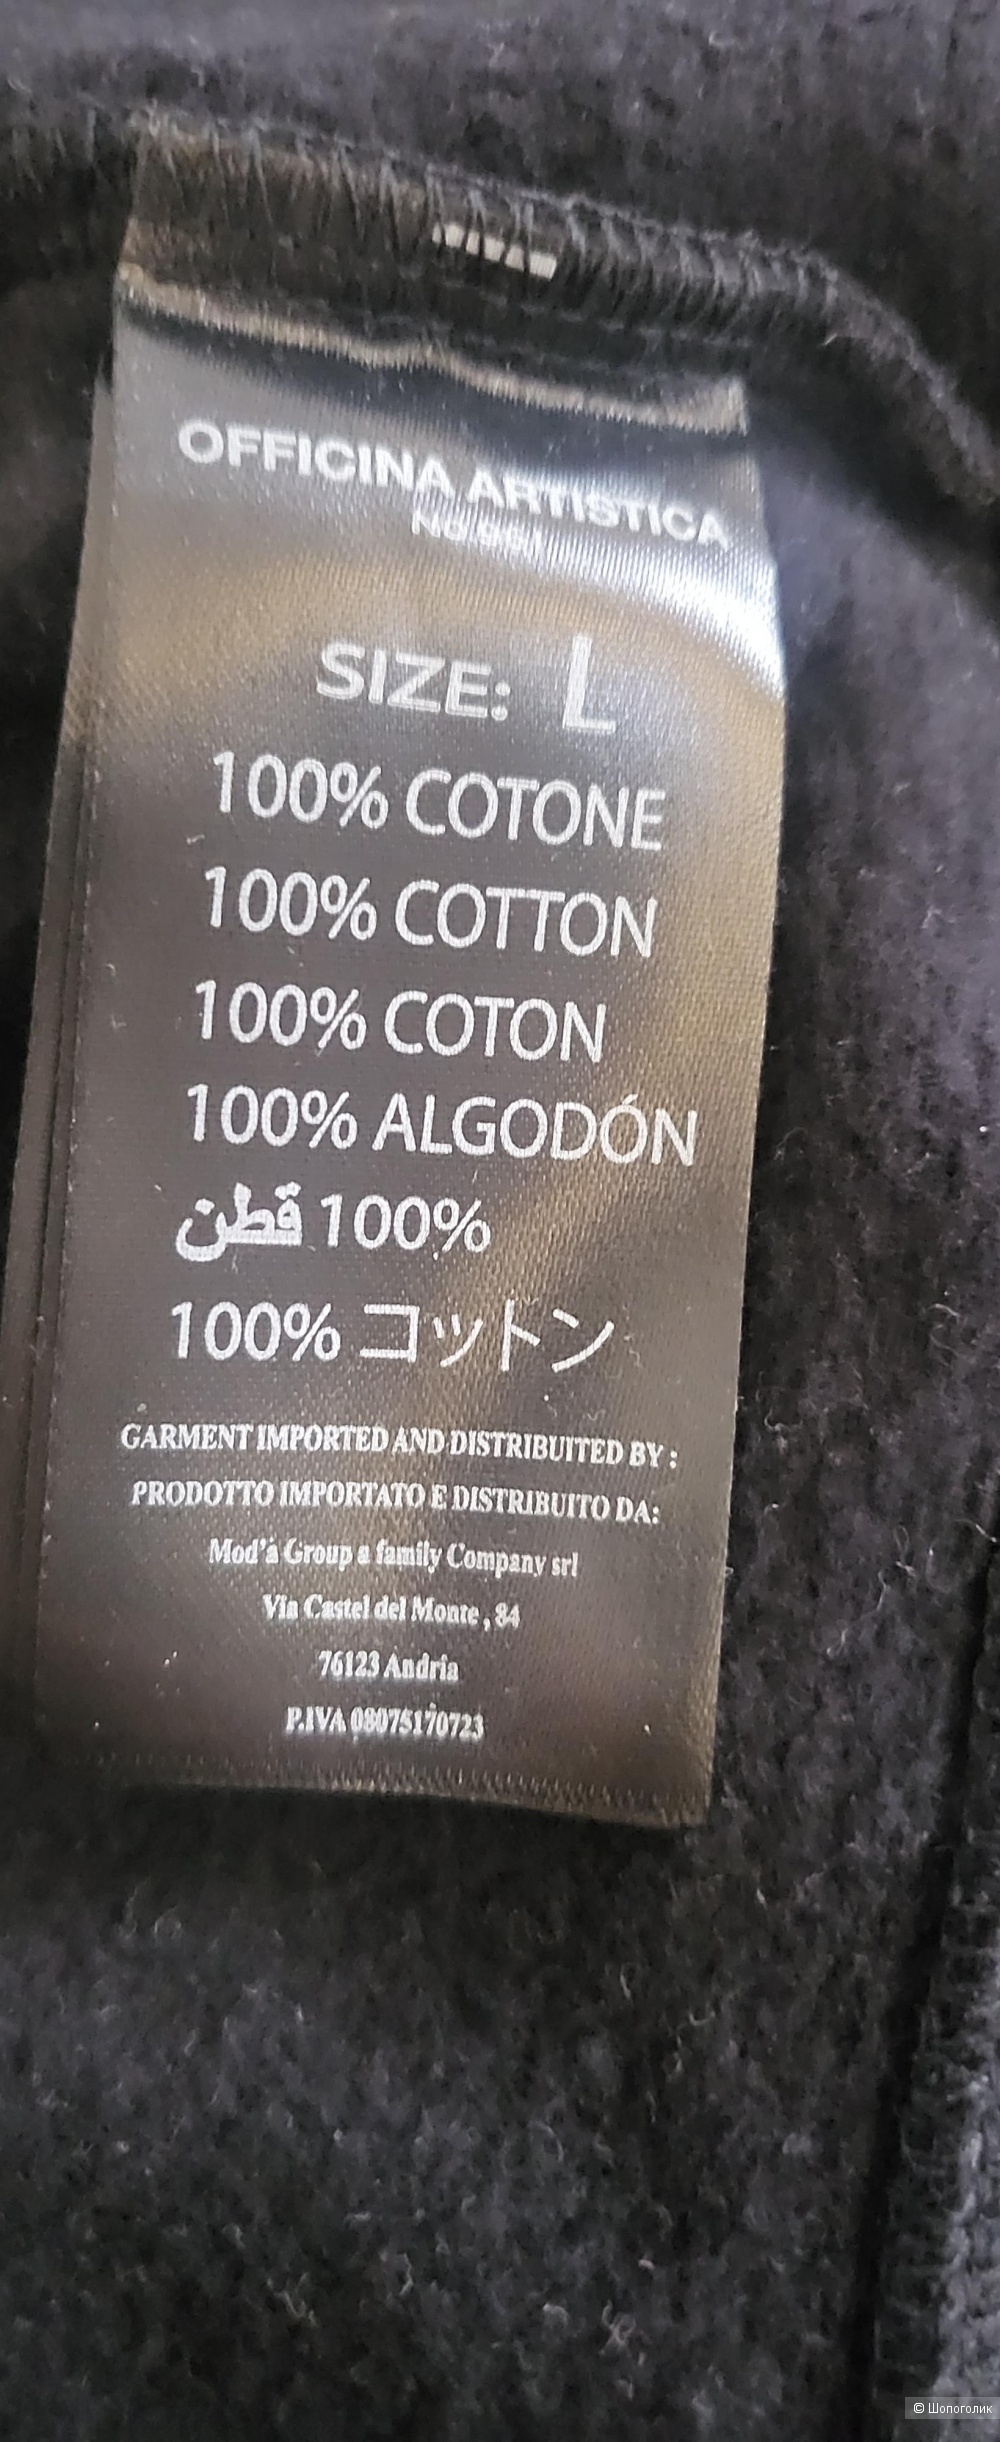 OFFICINA ARTISTICA
No.961
SIZE: L
100% COTONE
100% COTTON
100% COTON
100% ALGODÓN
100% قطن
100% コットン
GARMENT IMPORTED AND DISTRIBUITED BY :
PRODOTTO IMPORTATO E DISTRIBUITO DA:
Mod'à Group a family Company srl
Via Castel del Monte , 84
76123 Andria
P.IVA 08075170723
© Шопоголик